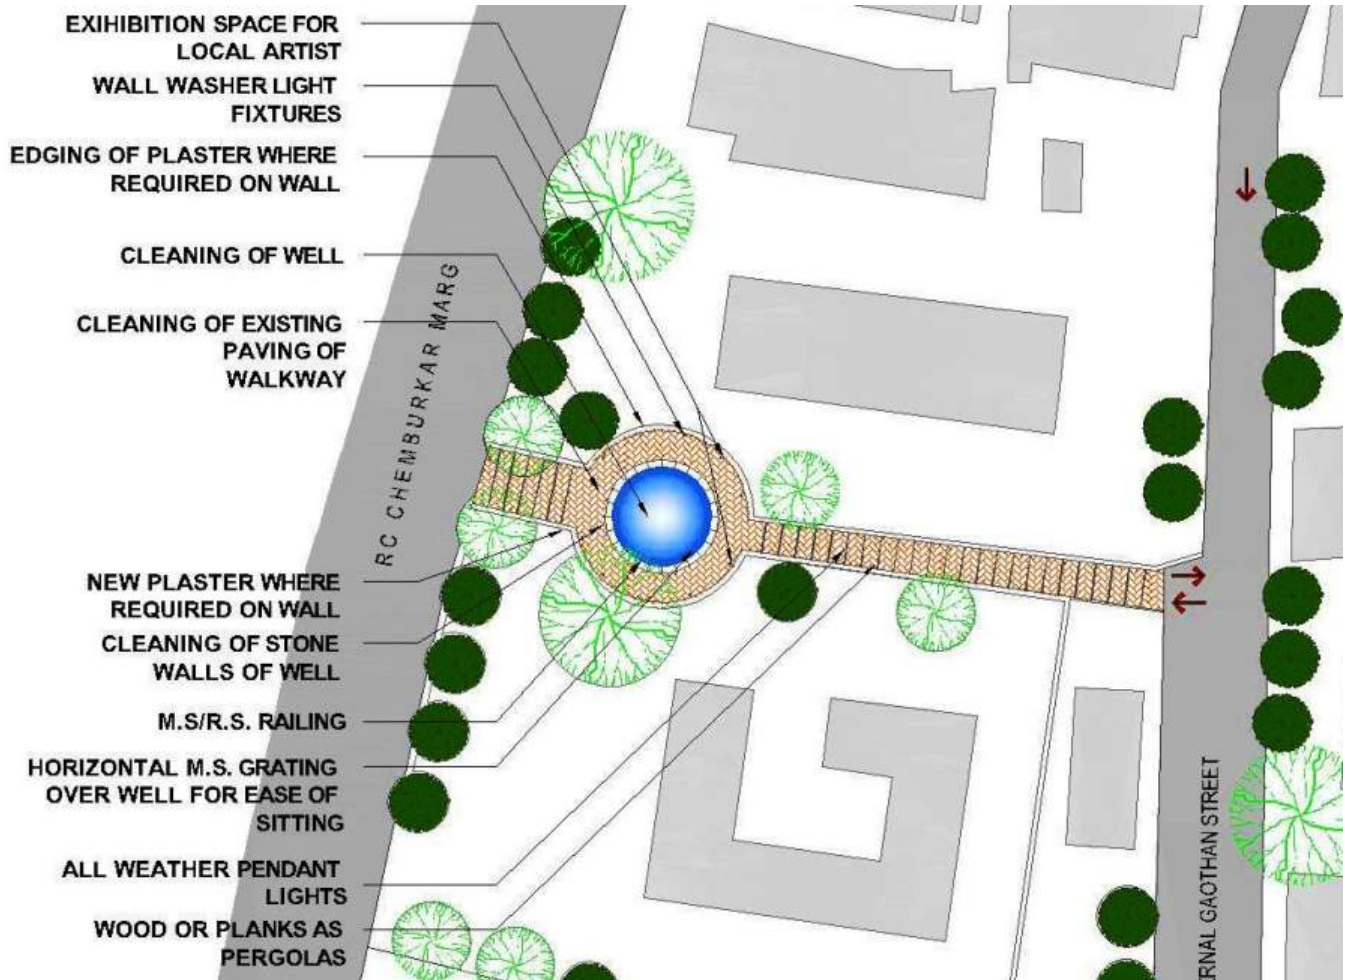 EXIHIBITION SPACE FOR
LOCAL ARTIST
WALL WASHER LIGHT
FIXTURES
EDGING OF PLASTER WHERE
REQUIRED ON WALL
CLEANING OF WELL
CLEANING OF EXISTING
PAVING OF
WALKWAY
RC CHEMBURKAR MARG
NEW PLASTER WHERE
REQUIRED ON WALL
CLEANING OF STONE
WALLS OF WELL
M.S/R.S. RAILING
HORIZONTAL M.S. GRATING
OVER WELL FOR EASE OF
SITTING
ALL WEATHER PENDANT
LIGHTS
WOOD OR PLANKS AS
PERGOLAS
RNAL GAOTHAN STREET